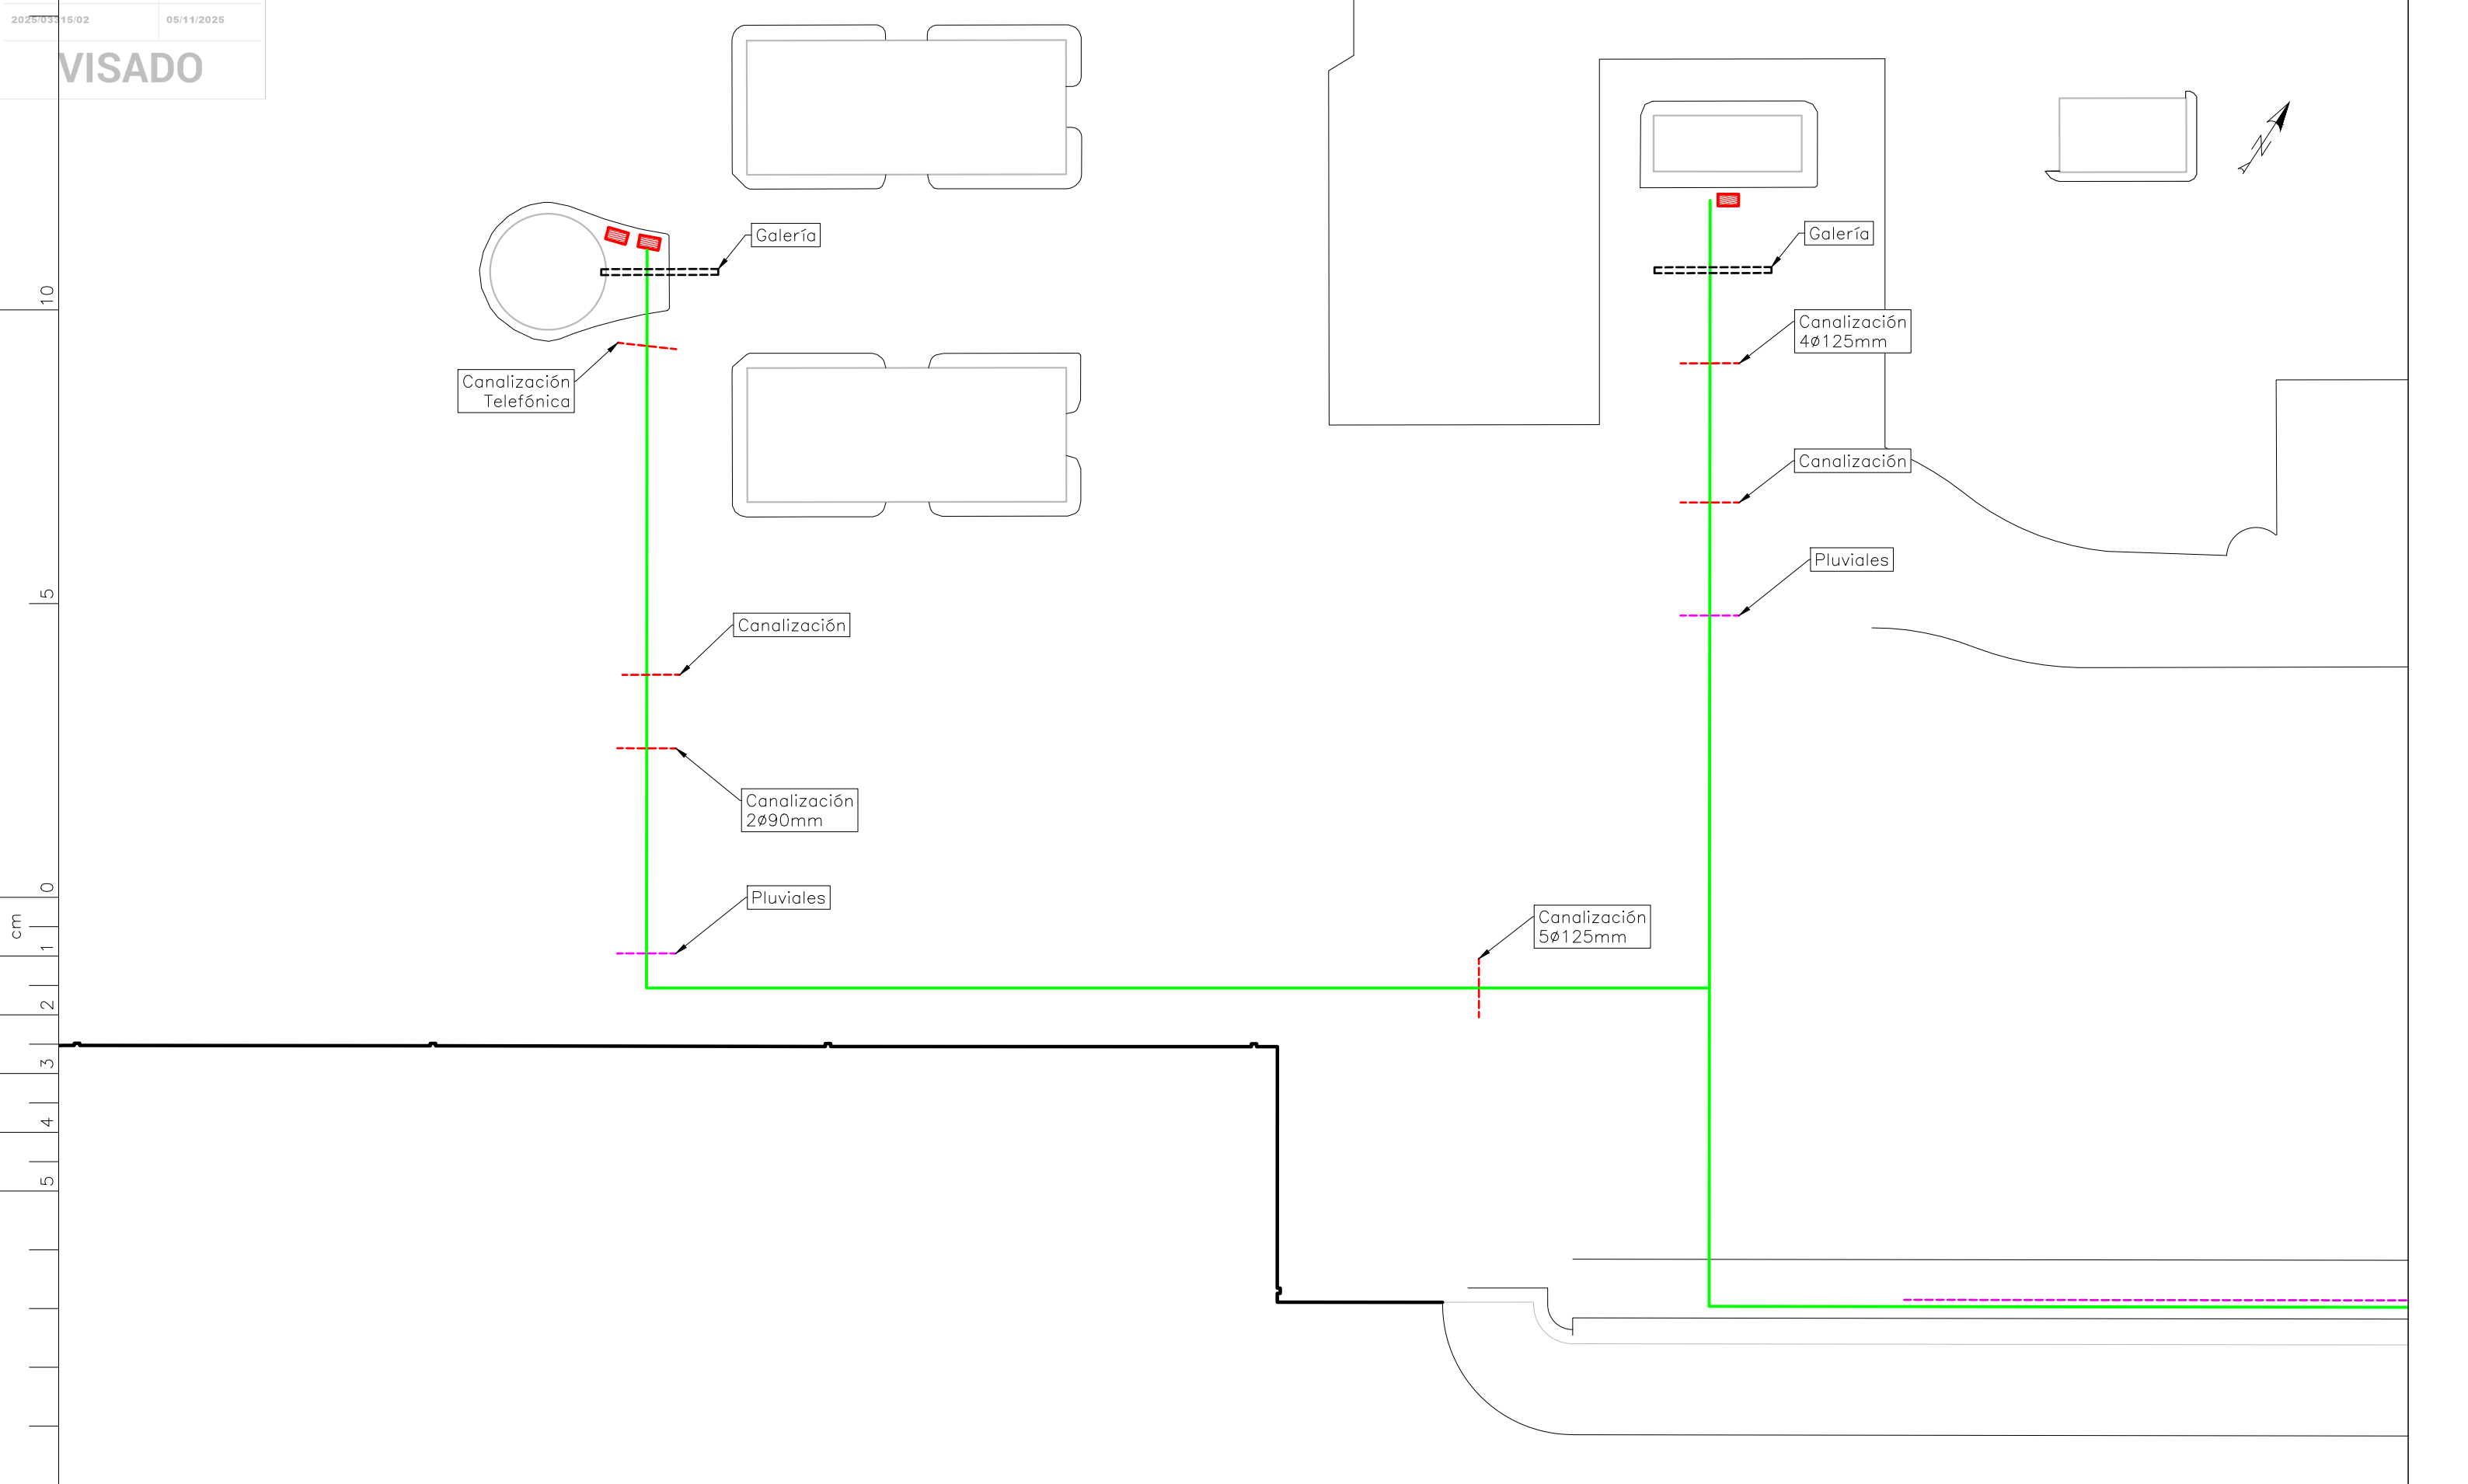 2025/03315/02
05/11/2025
VISADO
Galería
Galería
N
10
Canalización
4ø125mm
Canalización
Telefónica
Canalización
Pluviales
5
Canalización
Canalización
2ø90mm
0
Pluviales
cm
Canalización
5ø125mm
1
2
3
4
5